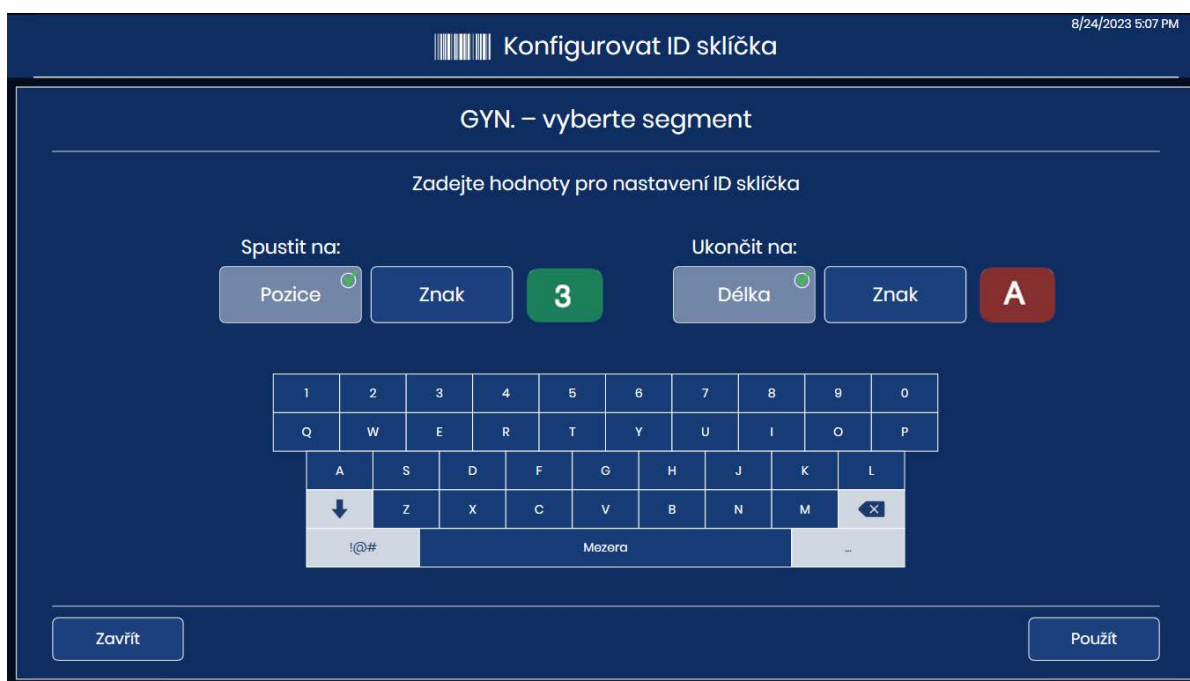 8/24/2023 5:07 PM
Konfigurovat ID sklíčka
GYN. – vyberte segment
Zadejte hodnoty pro nastavení ID sklíčka
Spustit na: Ukončit na:
Pozice Znak 3 Délka Znak A
1 2 3 4 5 6 7 8 9 0
Q W E R T Y U I O P
A S D F G H J K L
Z X C V B N M
!@# Mezera ...
Zavřít Použít